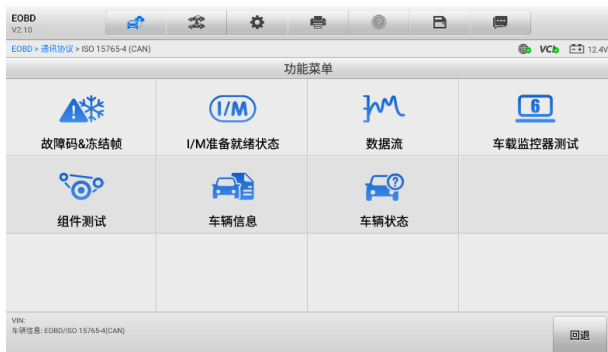 EOBD
V2.10
EOBD > 通讯协议 > ISO 15765-4 (CAN)
VCI 12.4V
功能菜单
I/M
6
故障码&冻结帧
I/M准备就绪状态
数据流
车载监控器测试
?
组件测试
车辆信息
车辆状态
VIN:
车辆信息: EOBD/ISO 15765-4(CAN)
回退